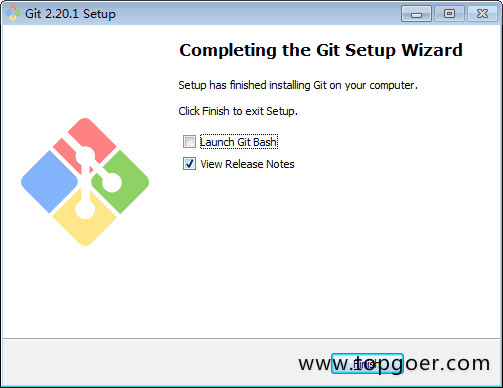 Git 2.20.1 Setup
Completing the Git Setup Wizard
Setup has finished installing Git on your computer.
Click Finish to exit Setup.
Launch Git Bash
View Release Notes
Finish
www.topgoer.com